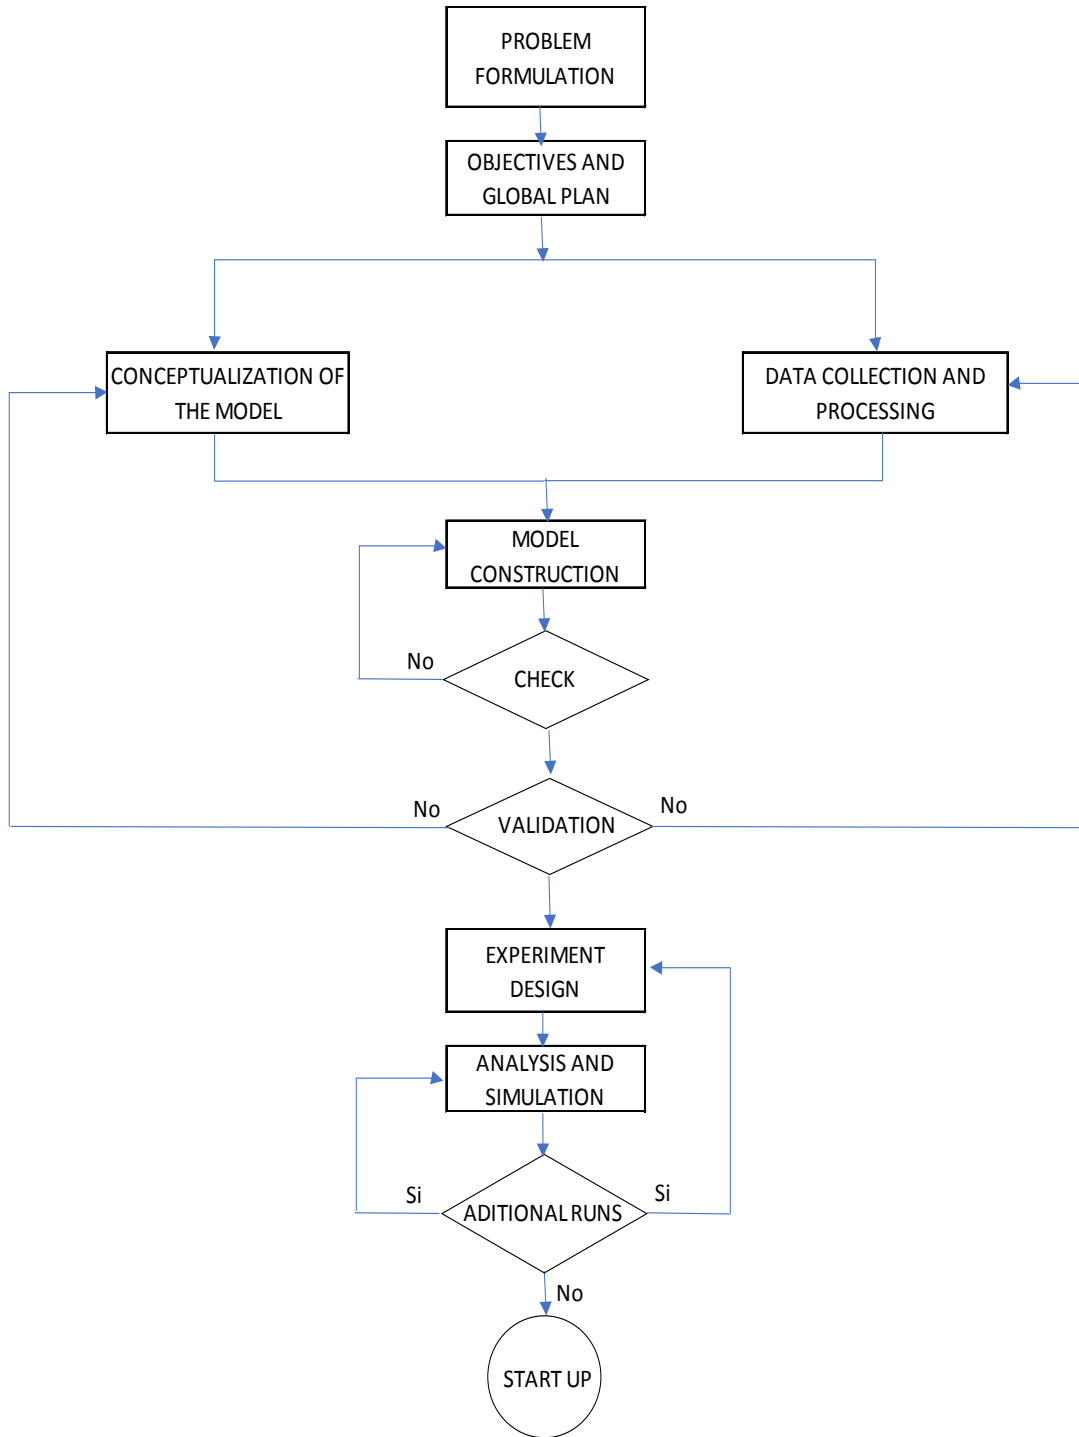 PROBLEM
FORMULATION
OBJECTIVES AND
GLOBAL PLAN
CONCEPTUALIZATION OF
THE MODEL
DATA COLLECTION AND
PROCESSING
MODEL
CONSTRUCTION
No
CHECK
No
VALIDATION
No
EXPERIMENT
DESIGN
ANALYSIS AND
SIMULATION
Si
ADITIONAL RUNS
Si
No
START UP